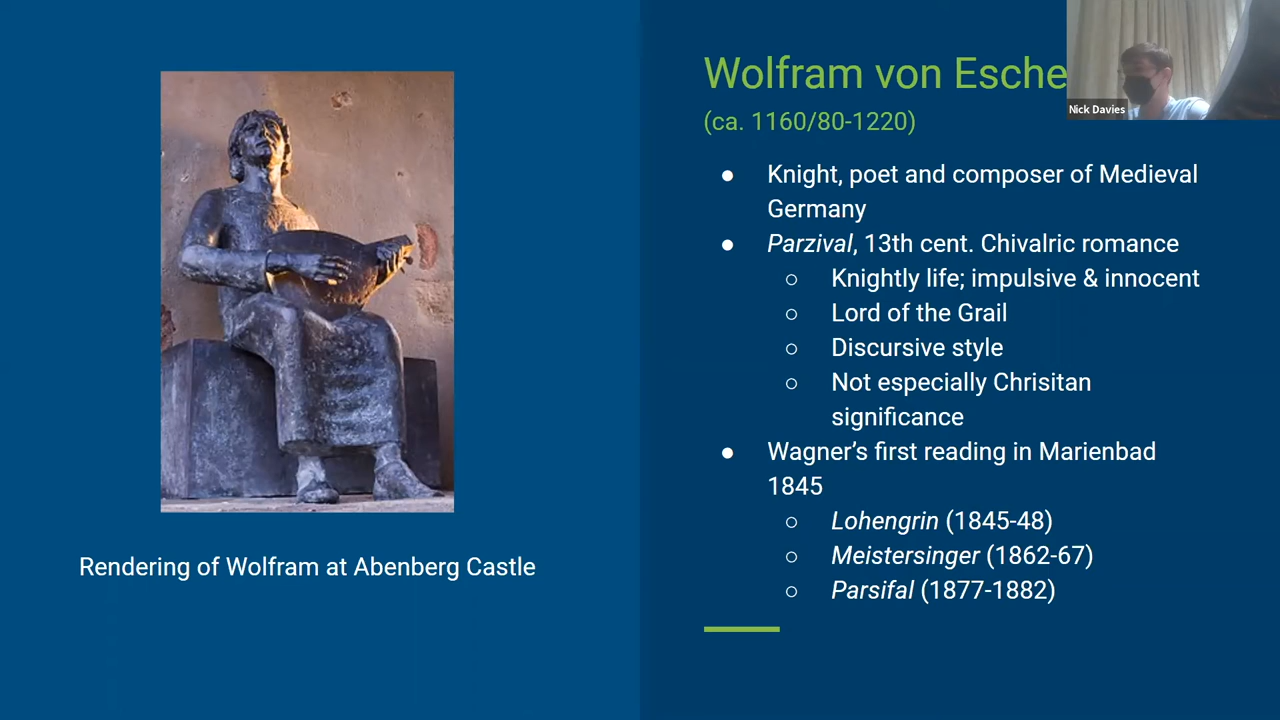 Wolfram von Esche
Nick Davies
(ca. 1160/80-1220)
● Knight, poet and composer of Medieval
Germany
● Parzival, 13th cent. Chivalric romance
○ Knightly life; impulsive & innocent
○ Lord of the Grail
○ Discursive style
○ Not especially Chrisitan
significance
● Wagner’s first reading in Marienbad
1845
○ Lohengrin (1845-48)
○ Meistersinger (1862-67)
○ Parsifal (1877-1882)
Rendering of Wolfram at Abenberg Castle